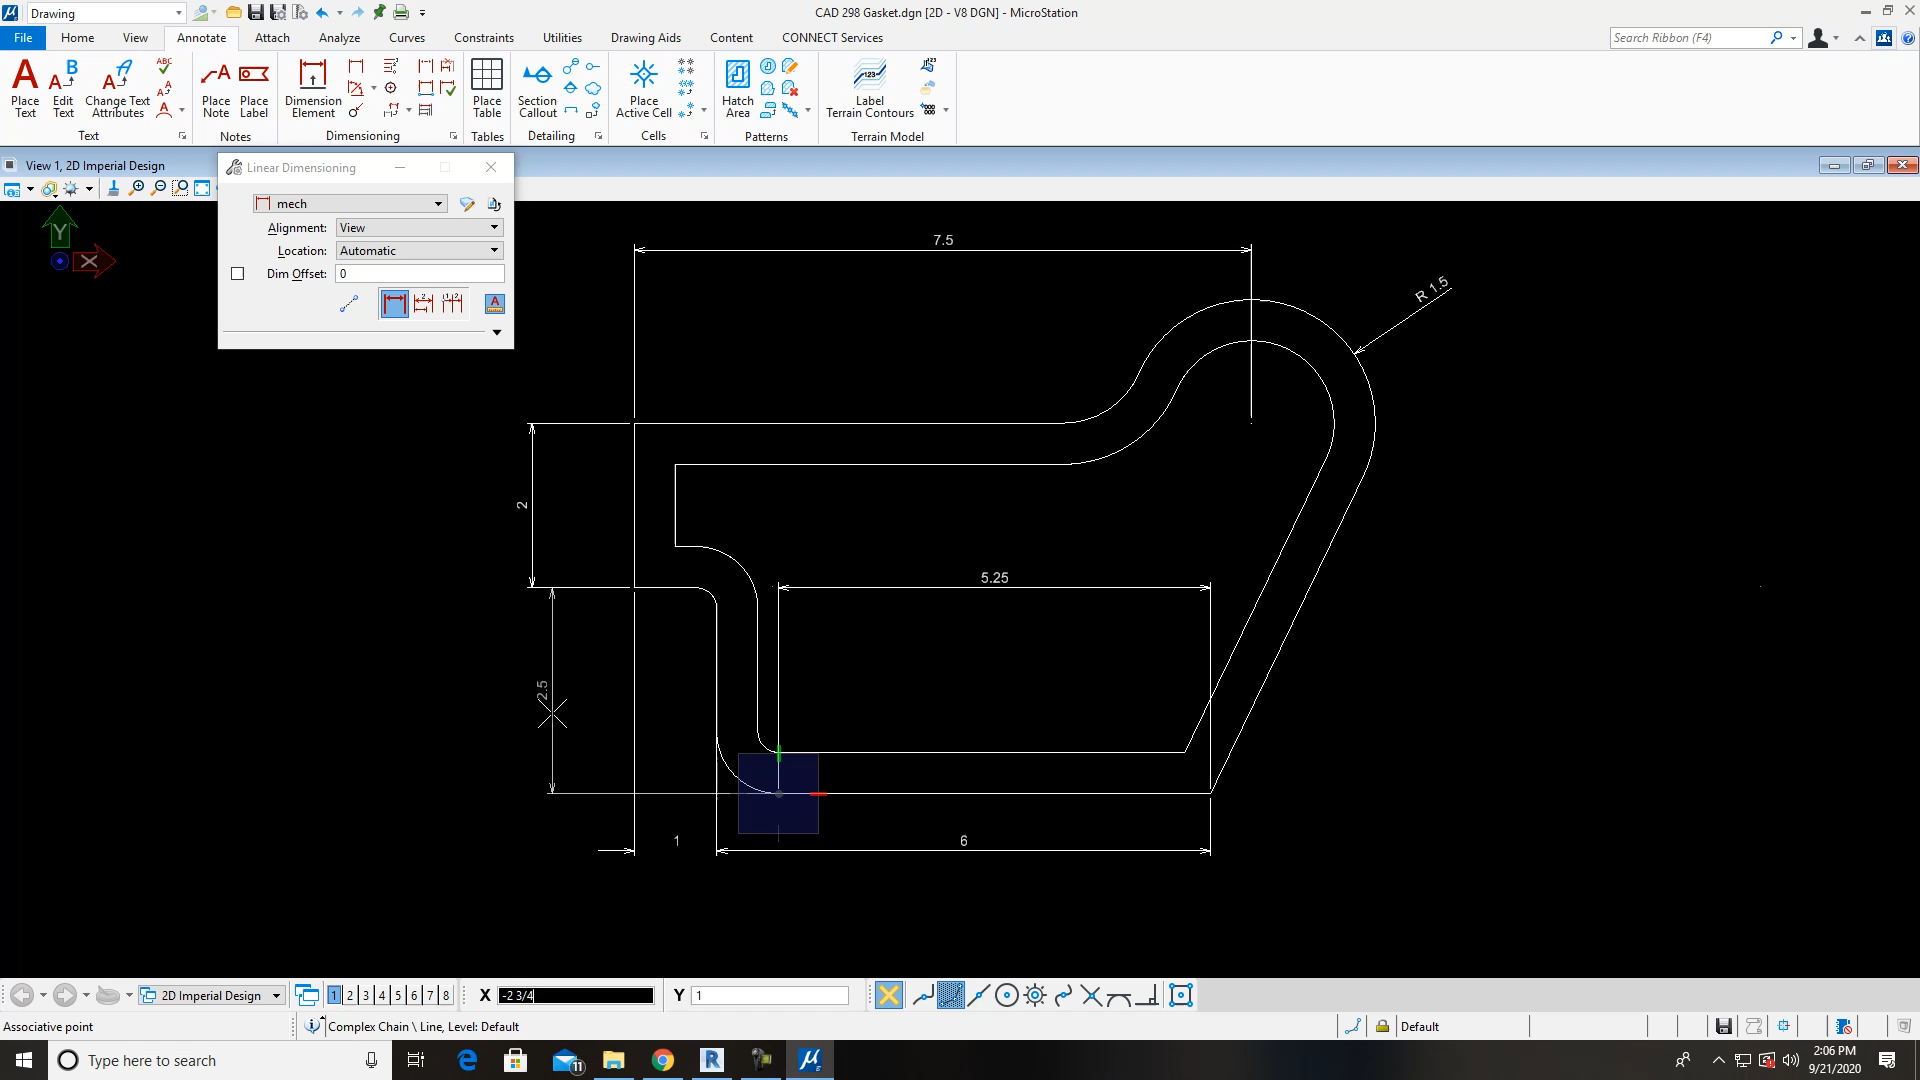 Drawing
CAD 298 Gasket.dgn [2D - V8 DGN] - MicroStation
File Home View Annotate Attach Analyze Curves Constraints Utilities Drawing Aids Content CONNECT Services
Search Ribbon (F4)
Place Text
Edit Text
Change Text Attributes
ABC
Place Note
Place Label
Dimension Element
Place Table
Section Callout
Place Active Cell
Hatch Area
Label Terrain Contours
Text
Notes
Dimensioning
Tables
Detailing
Cells
Patterns
Terrain Model
View 1, 2D Imperial Design
Linear Dimensioning
mech
Alignment: View
Location: Automatic
Dim Offset: 0
Y
X
7.5
R 1.5
2
5.25
2.5
1
6
2D Imperial Design
1 2 3 4 5 6 7 8
X -2 3/4
Y 1
Associative point
Complex Chain \ Line, Level: Default
Default
Type here to search
11
2:06 PM
9/21/2020